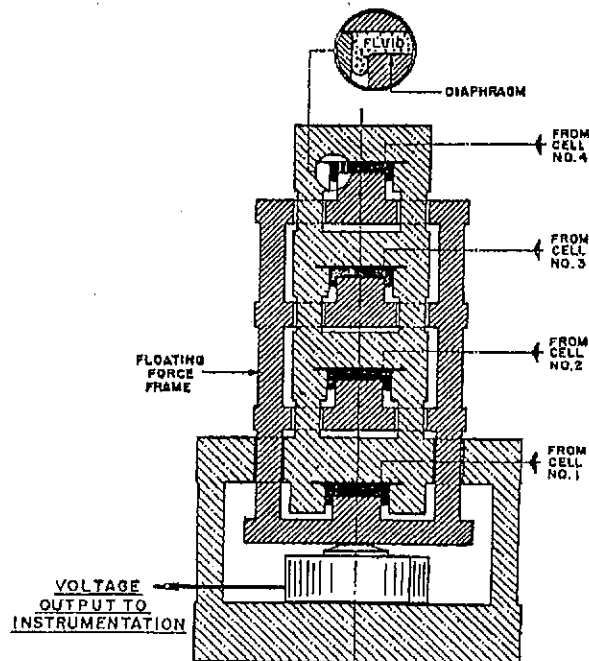 FLUID
DIAPHRAGM
FROM
CELL
NO.4
FROM
CELL
NO.3
FROM
CELL
NO.2
FLOATING
FORCE
FRAME
FROM
CELL
NO.1
VOLTAGE
OUTPUT TO
INSTRUMENTATION